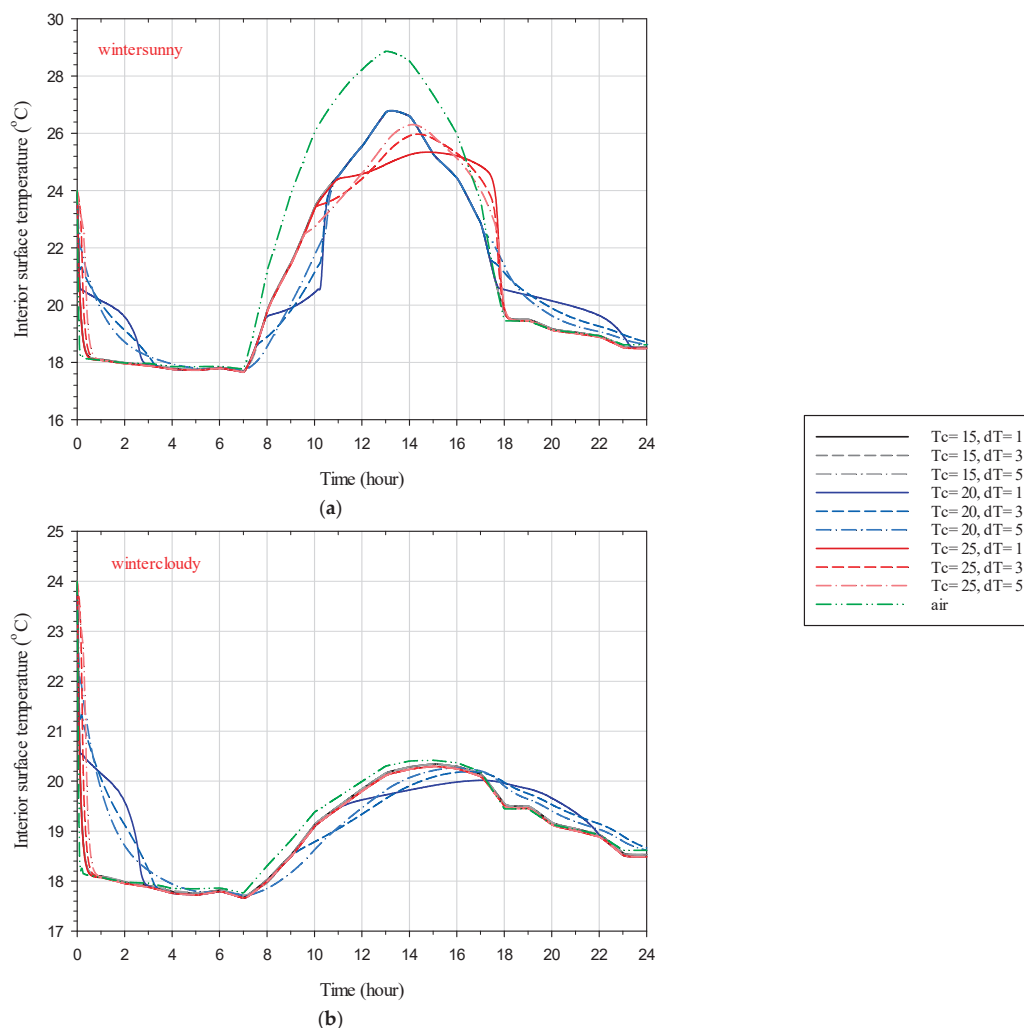 wintersunny
Interior surface temperature (°C)
30
28
26
24
22
20
18
16
0 2 4 6 8 10 12 14 16 18 20 22 24
Time (hour)
(a)
Tc= 15, dT= 1
Tc= 15, dT= 3
Tc= 15, dT= 5
Tc= 20, dT= 1
Tc= 20, dT= 3
Tc= 20, dT= 5
Tc= 25, dT= 1
Tc= 25, dT= 3
Tc= 25, dT= 5
air
wintercloudy
Interior surface temperature (°C)
25
24
23
22
21
20
19
18
17
0 2 4 6 8 10 12 14 16 18 20 22 24
Time (hour)
(b)